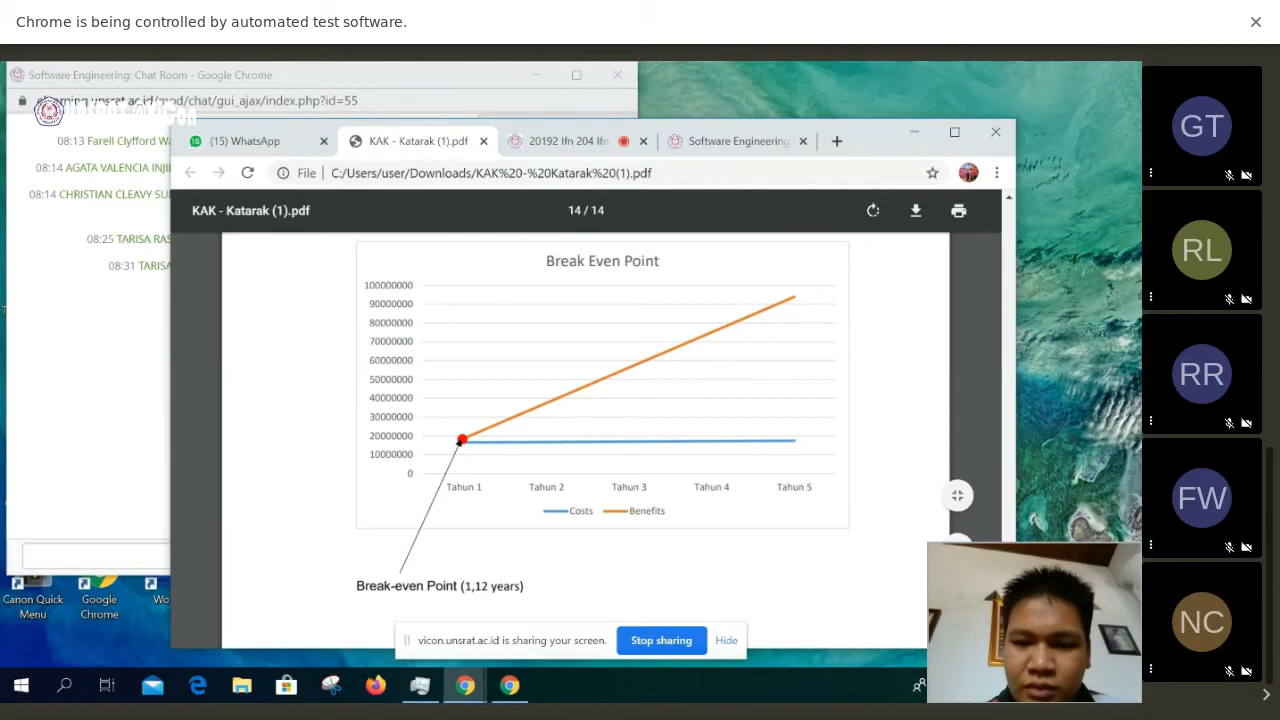 Chrome is being controlled by automated test software.
Software Engineering: Chat Room - Google Chrome
(15) WhatsApp
KAK - Katarak (1).pdf
20192 Ifn 204 Ifn
Software Engineering
08:13 Farell Clyfford
File
C:/Users/user/Downloads/KAK%20-%20Katarak%20(1).pdf
08:14 AGATA VALENCIA
08:14 CHRISTIAN CLEAVY
08:25 TARISA
08:31 TARISA
KAK - Katarak (1).pdf
14 / 14
Break Even Point
100000000
90000000
80000000
70000000
60000000
50000000
40000000
30000000
20000000
10000000
0
Tahun 1 Tahun 2 Tahun 3 Tahun 4 Tahun 5
Costs Benefits
Break-even Point (1,12 years)
vicon.unsrat.ac.id is sharing your screen.
Stop sharing
Hide
Canon Quick
Menu
Google
Chrome
Wo
GT
RL
RR
FW
NC